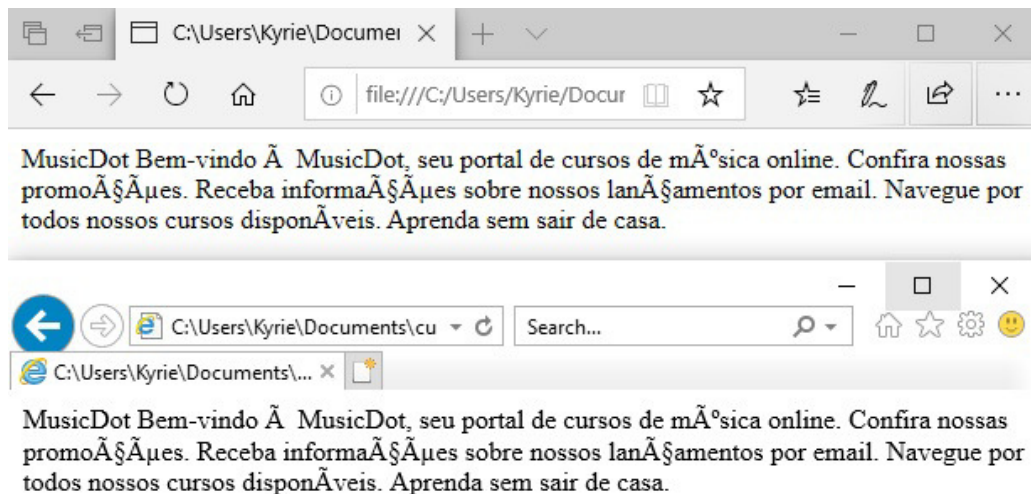 C:\Users\Kyrie\Documei
file:///C:/Users/Kyrie/Docur
MusicDot Bem-vindo Ã  MusicDot, seu portal de cursos de mÃºsica online. Confira nossas
promoÃ§Ãµes. Receba informaÃ§Ãµes sobre nossos lanÃ§amentos por email. Navegue por
todos nossos cursos disponÃ­veis. Aprenda sem sair de casa.
C:\Users\Kyrie\Documents\cu
Search...
C:\Users\Kyrie\Documents\...
MusicDot Bem-vindo Ã  MusicDot, seu portal de cursos de mÃºsica online. Confira nossas
promoÃ§Ãµes. Receba informaÃ§Ãµes sobre nossos lanÃ§amentos por email. Navegue por
todos nossos cursos disponÃ­veis. Aprenda sem sair de casa.